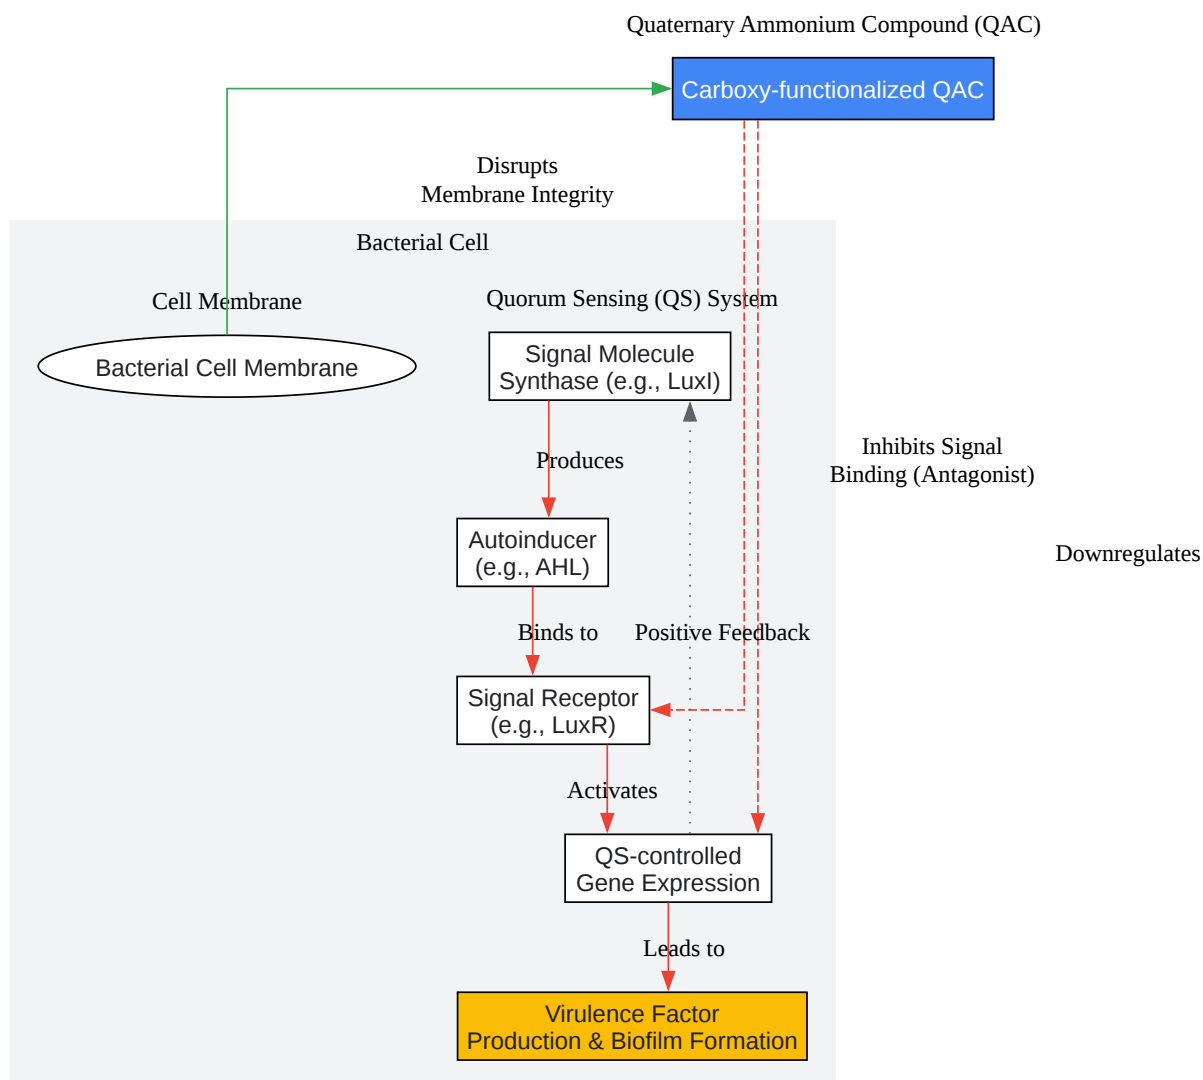 Quaternary Ammonium Compound (QAC)
Carboxy-functionalized QAC
Disrupts
Membrane Integrity
Bacterial Cell
Cell Membrane
Bacterial Cell Membrane
Quorum Sensing (QS) System
Signal Molecule
Synthase (e.g., LuxI)
Produces
Inhibits Signal
Binding (Antagonist)
Autoinducer
(e.g., AHL)
Downregulates
Binds to
Positive Feedback
Signal Receptor
(e.g., LuxR)
Activates
QS-controlled
Gene Expression
Leads to
Virulence Factor
Production & Biofilm Formation